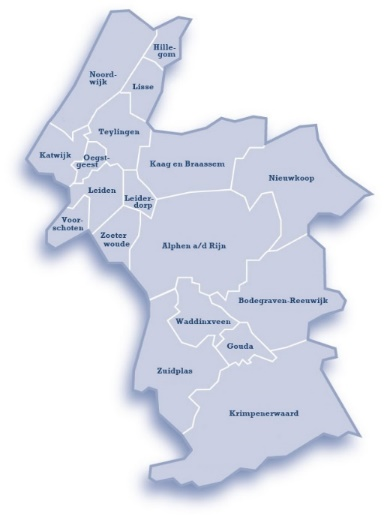 Hille-
gom
Noord-
wijk
Lisse
Teylingen
Katwijk
Oegst-
geest
Kaag en Braassem
Nieuwkoop
Leiden
Leider-
dorp
Voor-
schoten
Zoeter
woude
Alphen a/d Rijn
Bodegraven-Reeuwijk
Waddinxveen
Gouda
Zuidplas
Krimpenerwaard